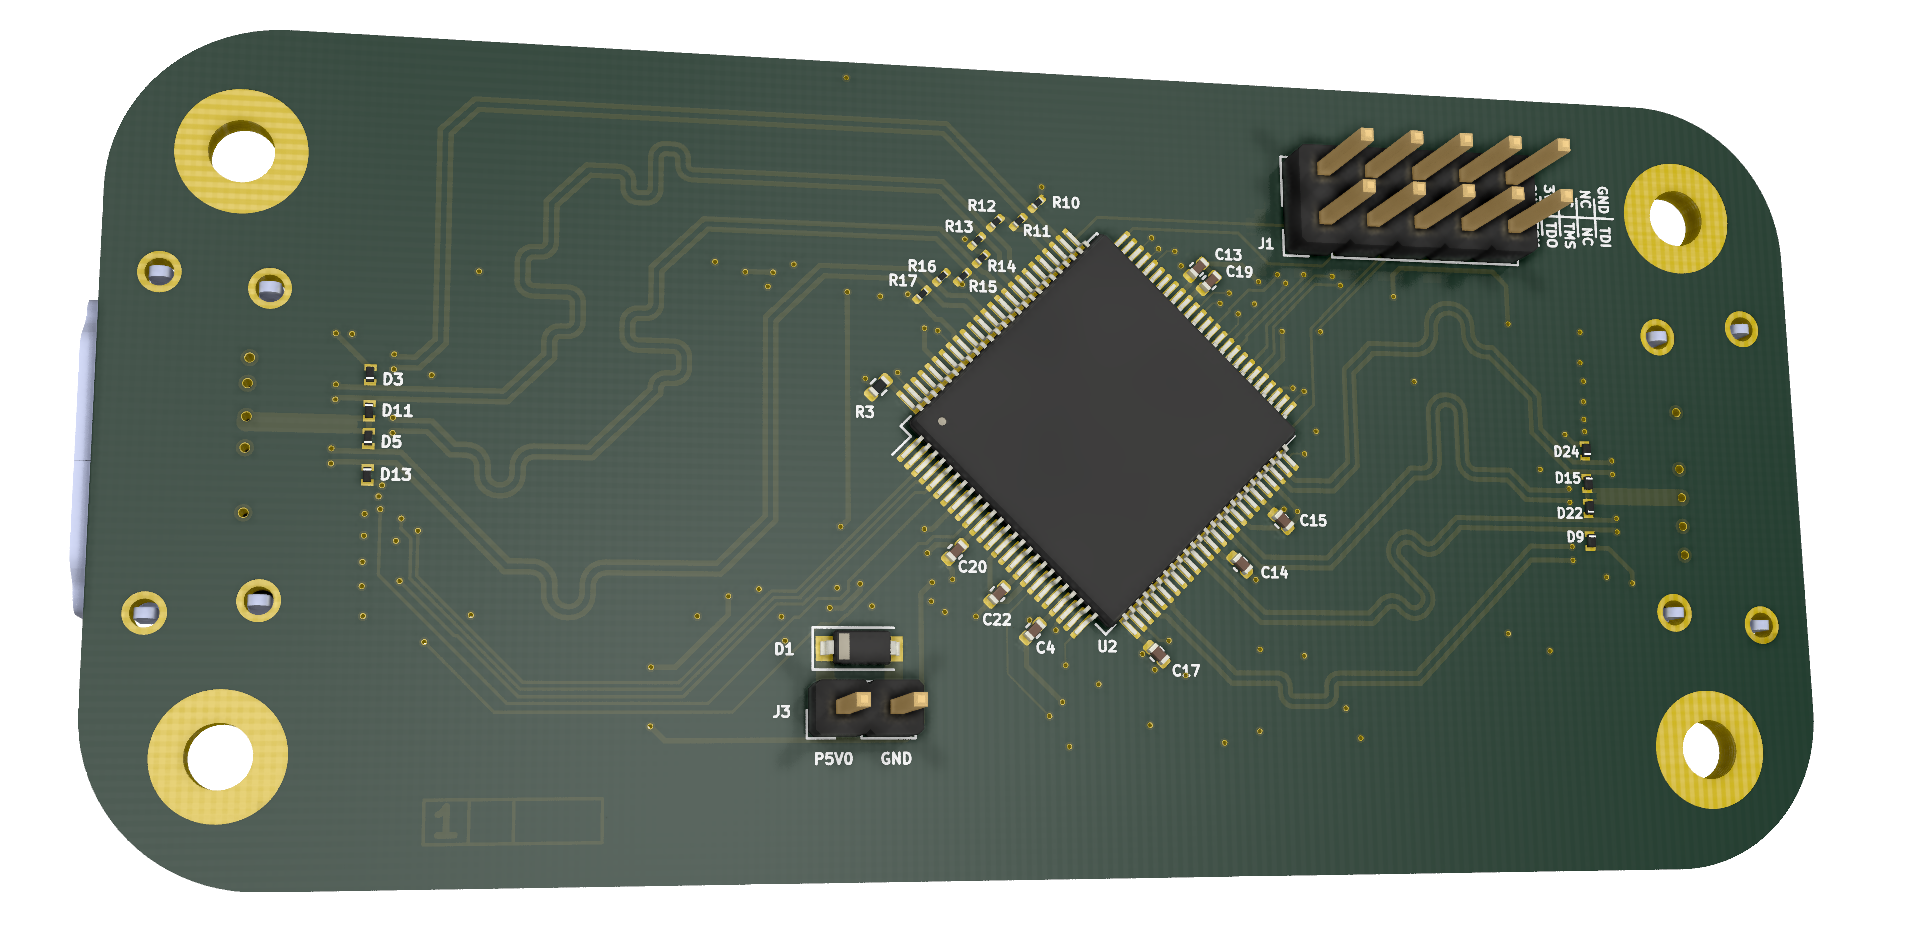 R12
R10
R13
R11
R16
R14
R17
R15
C13
C19
J1
GND TDI
NC NC
TMS
TDO
D3
D11
D5
D13
R3
D24
D15
D22
D9
C15
C14
C20
C22
C4
U2
C17
D1
J3
P5V0 GND
1